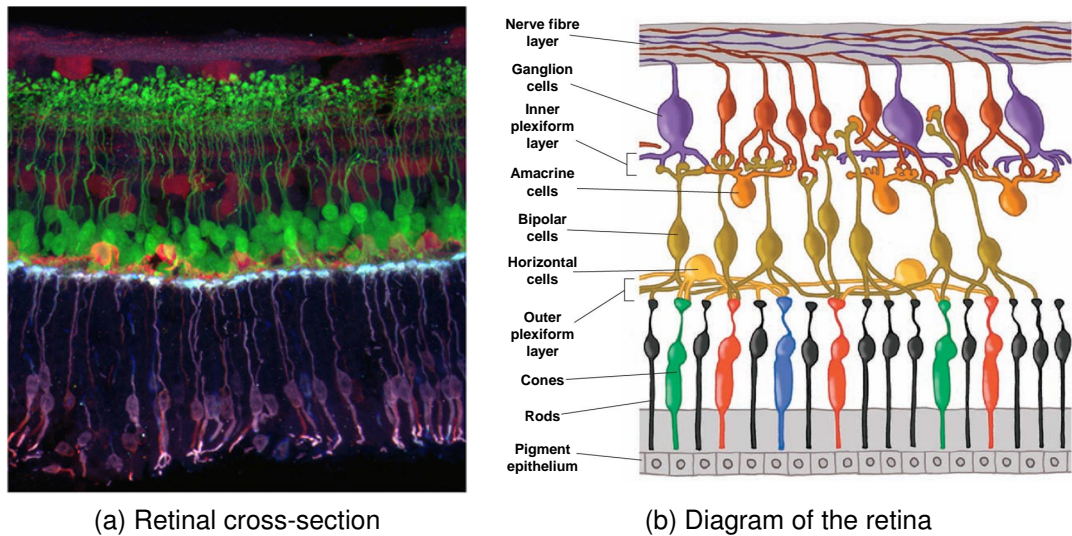 Nerve fibre
layer
Ganglion
cells
Inner
plexiform
layer
Amacrine
cells
Bipolar
cells
Horizontal
cells
Outer
plexiform
layer
Cones
Rods
Pigment
epithelium
(a) Retinal cross-section
(b) Diagram of the retina